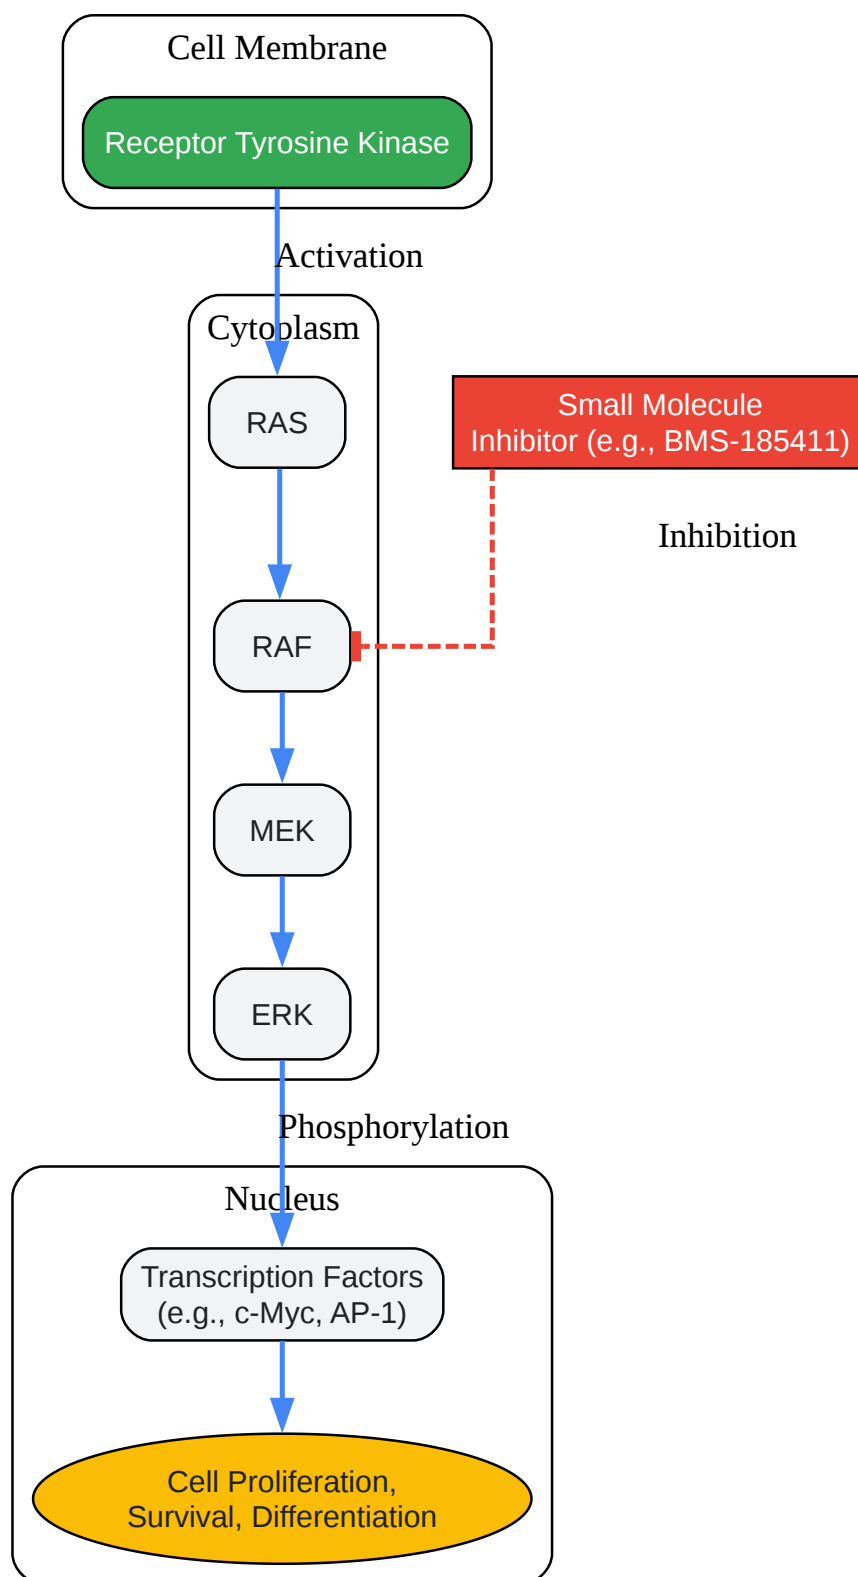 Cell Membrane
Receptor Tyrosine Kinase
Activation
Cytoplasm
RAS
Small Molecule
Inhibitor (e.g., BMS-185411)
Inhibition
RAF
MEK
ERK
Phosphorylation
Nucleus
Transcription Factors
(e.g., c-Myc, AP-1)
Cell Proliferation,
Survival, Differentiation